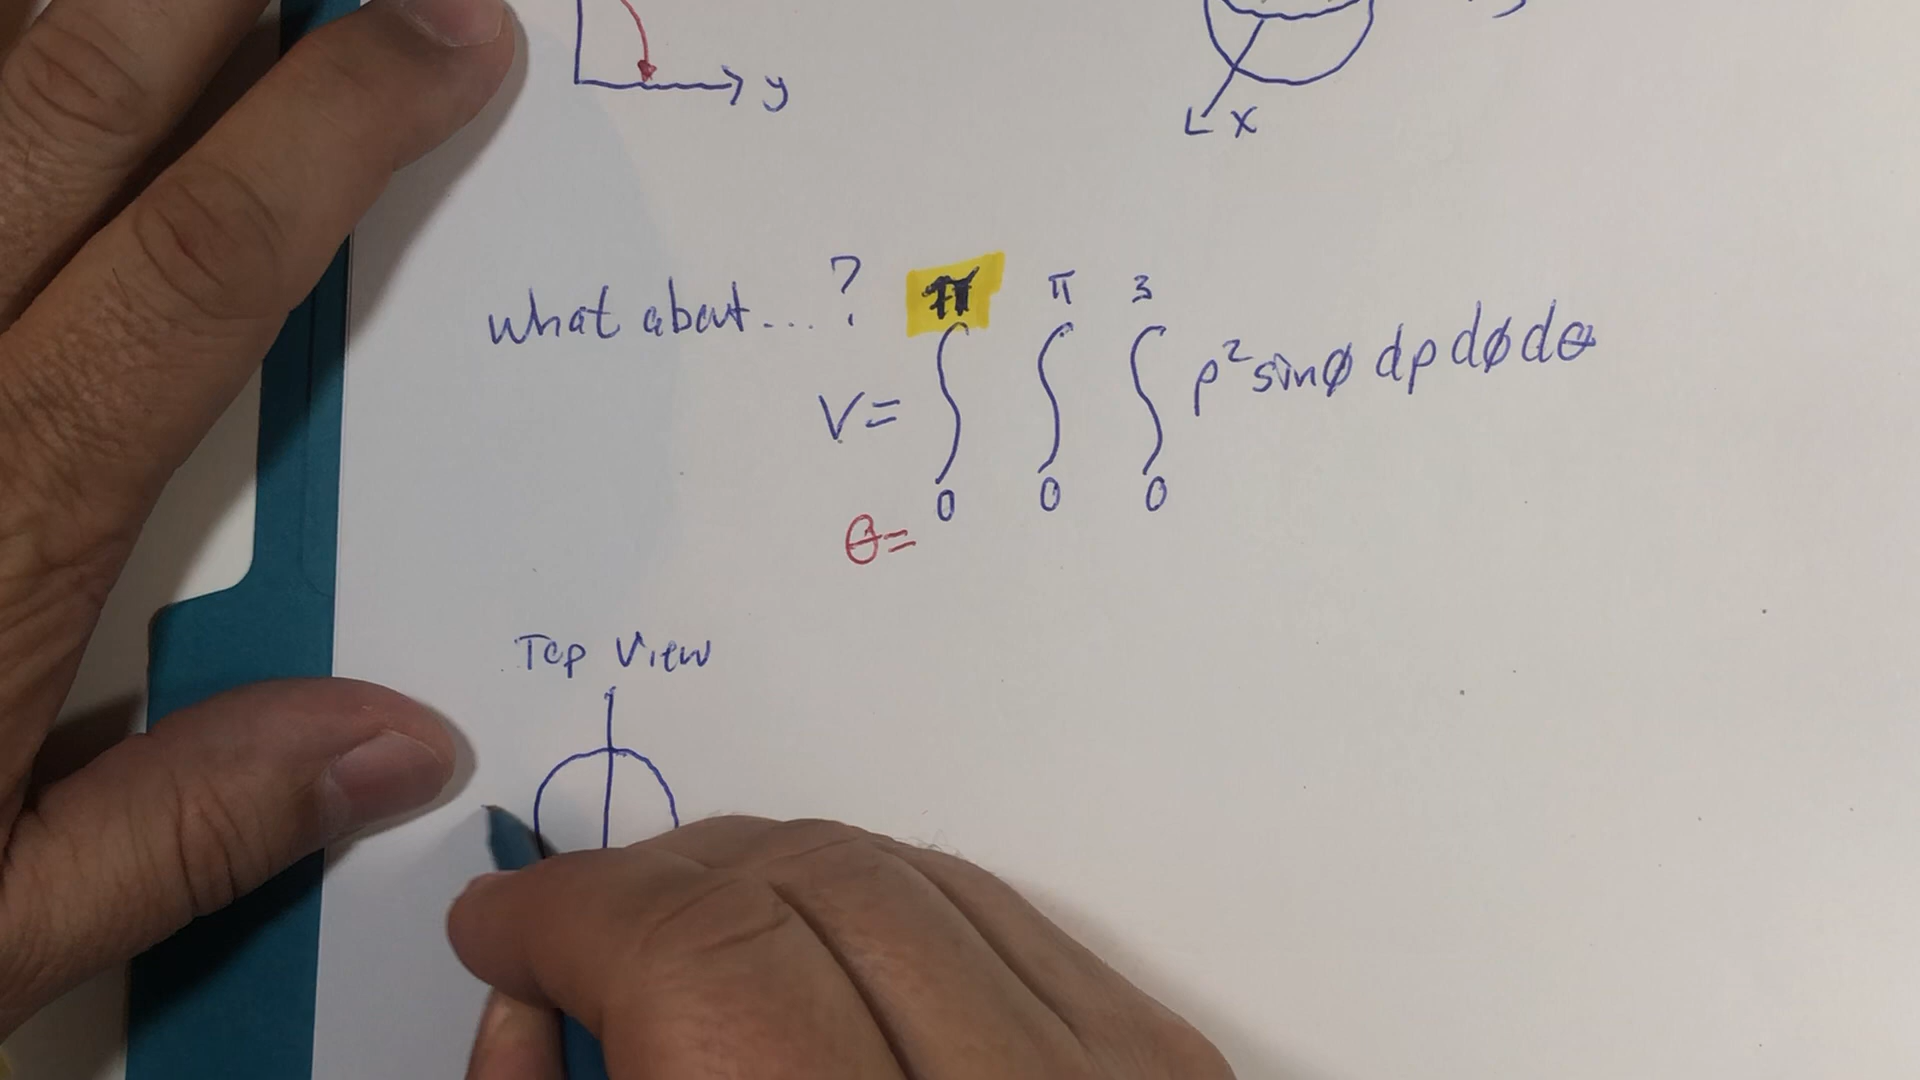 y
x
what about....?
π π 3
V = ∫ ∫ ∫ ρ² sinφ dρ dφ dθ
0 0 0
θ=
Top View